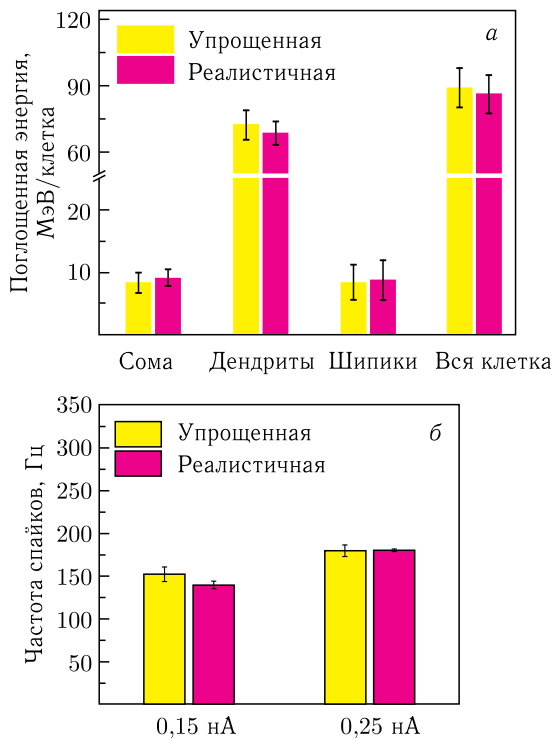 Поглощенная энергия,
МэВ/клетка
120
90
60
20
10
Упрощенная
Реалистичная
а
Сома
Дендриты
Шипики
Вся клетка
Частота спайков, Гц
350
300
250
200
150
100
50
Упрощенная
Реалистичная
б
0,15 нА
0,25 нА